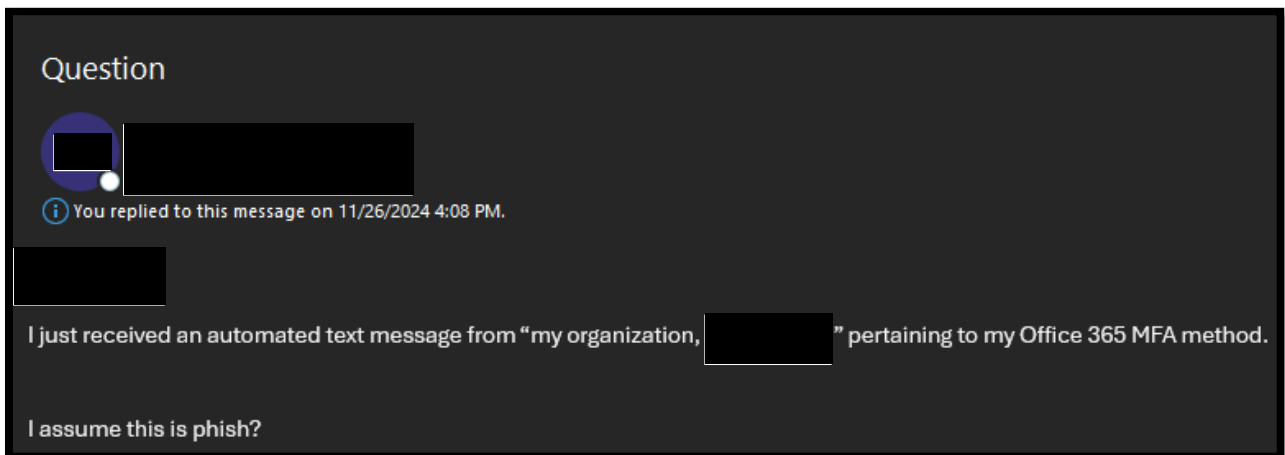 Question
You replied to this message on 11/26/2024 4:08 PM.
I just received an automated text message from “my organization, ” pertaining to my Office 365 MFA method.
I assume this is phish?